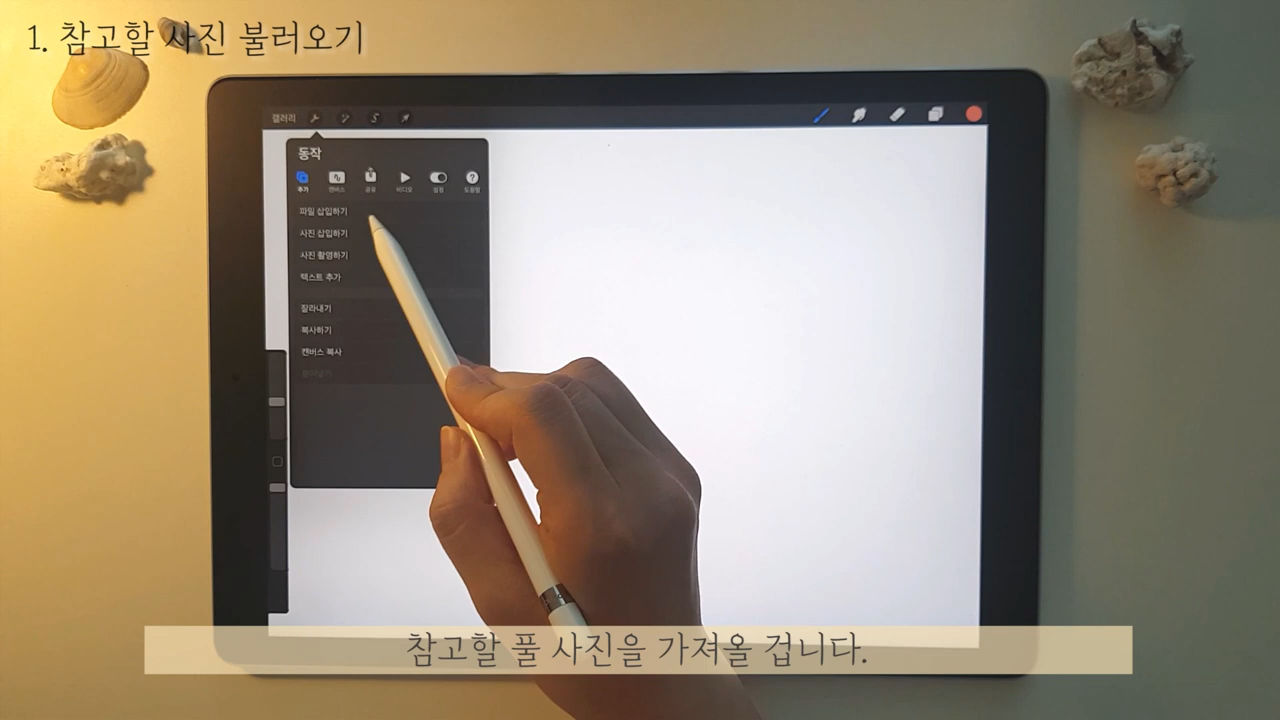 1. 참고할 사진 불러오기
갤러리
동작
추가 캔버스 공유 비디오 설정 도움말
파일 삽입하기
사진 삽입하기
사진 촬영하기
텍스트 추가
잘라내기
복사하기
캔버스 복사
붙여넣기
참고할 풀 사진을 가져올 겁니다.